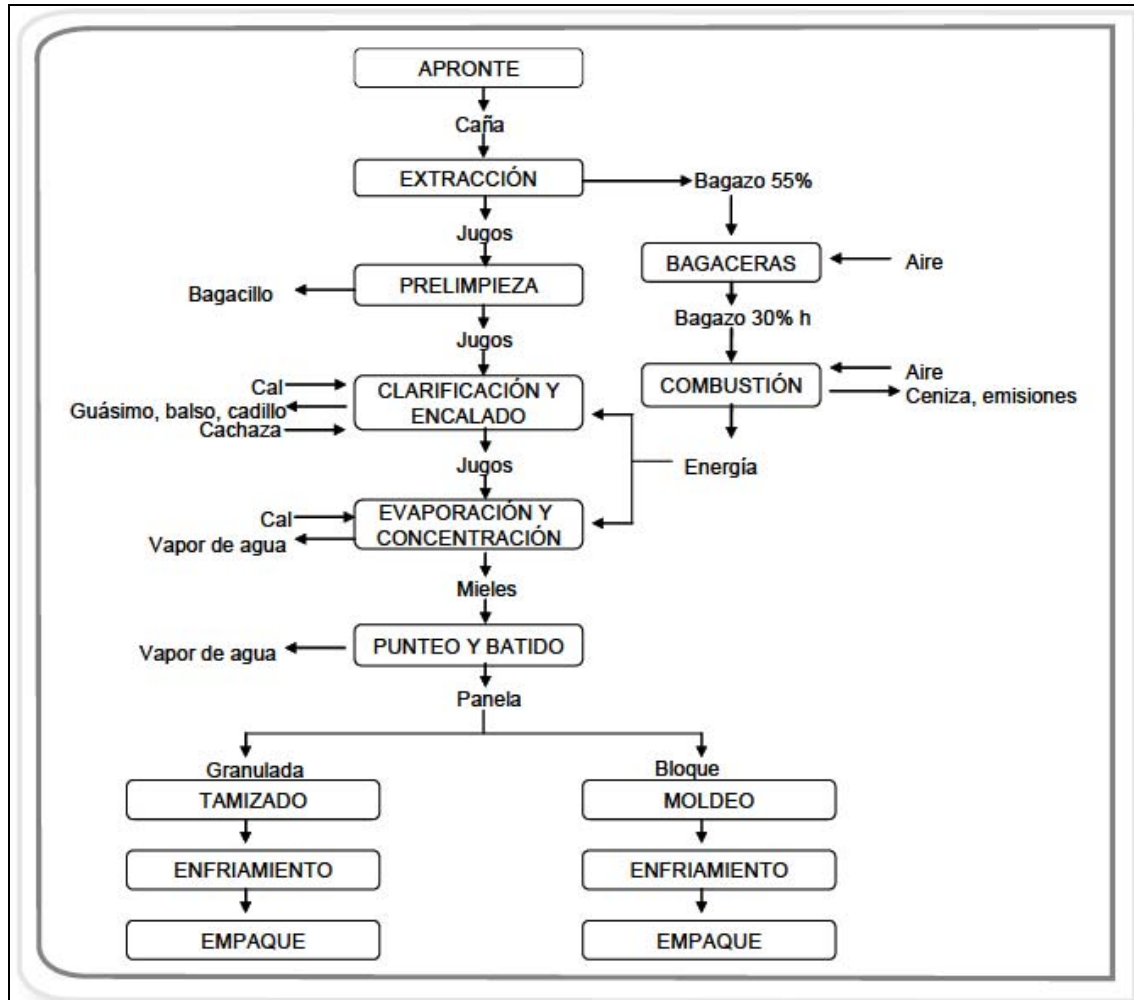 APRONTE
Caña
EXTRACCIÓN
Bagazo 55%
Jugos
BAGACERAS
Aire
PRELIMPIEZA
Bagacillo
Bagazo 30% h
Jugos
Aire
COMBUSTIÓN
Ceniza, emisiones
Cal
CLARIFICACIÓN Y
ENCALADO
Guásimo, balso, cadillo
Cachaza
Jugos
Energía
EVAPORACIÓN Y
CONCENTRACIÓN
Cal
Vapor de agua
Mieles
PUNTEO Y BATIDO
Vapor de agua
Panela
Granulada
Bloque
TAMIZADO
MOLDEO
ENFRIAMIENTO
ENFRIAMIENTO
EMPAQUE
EMPAQUE